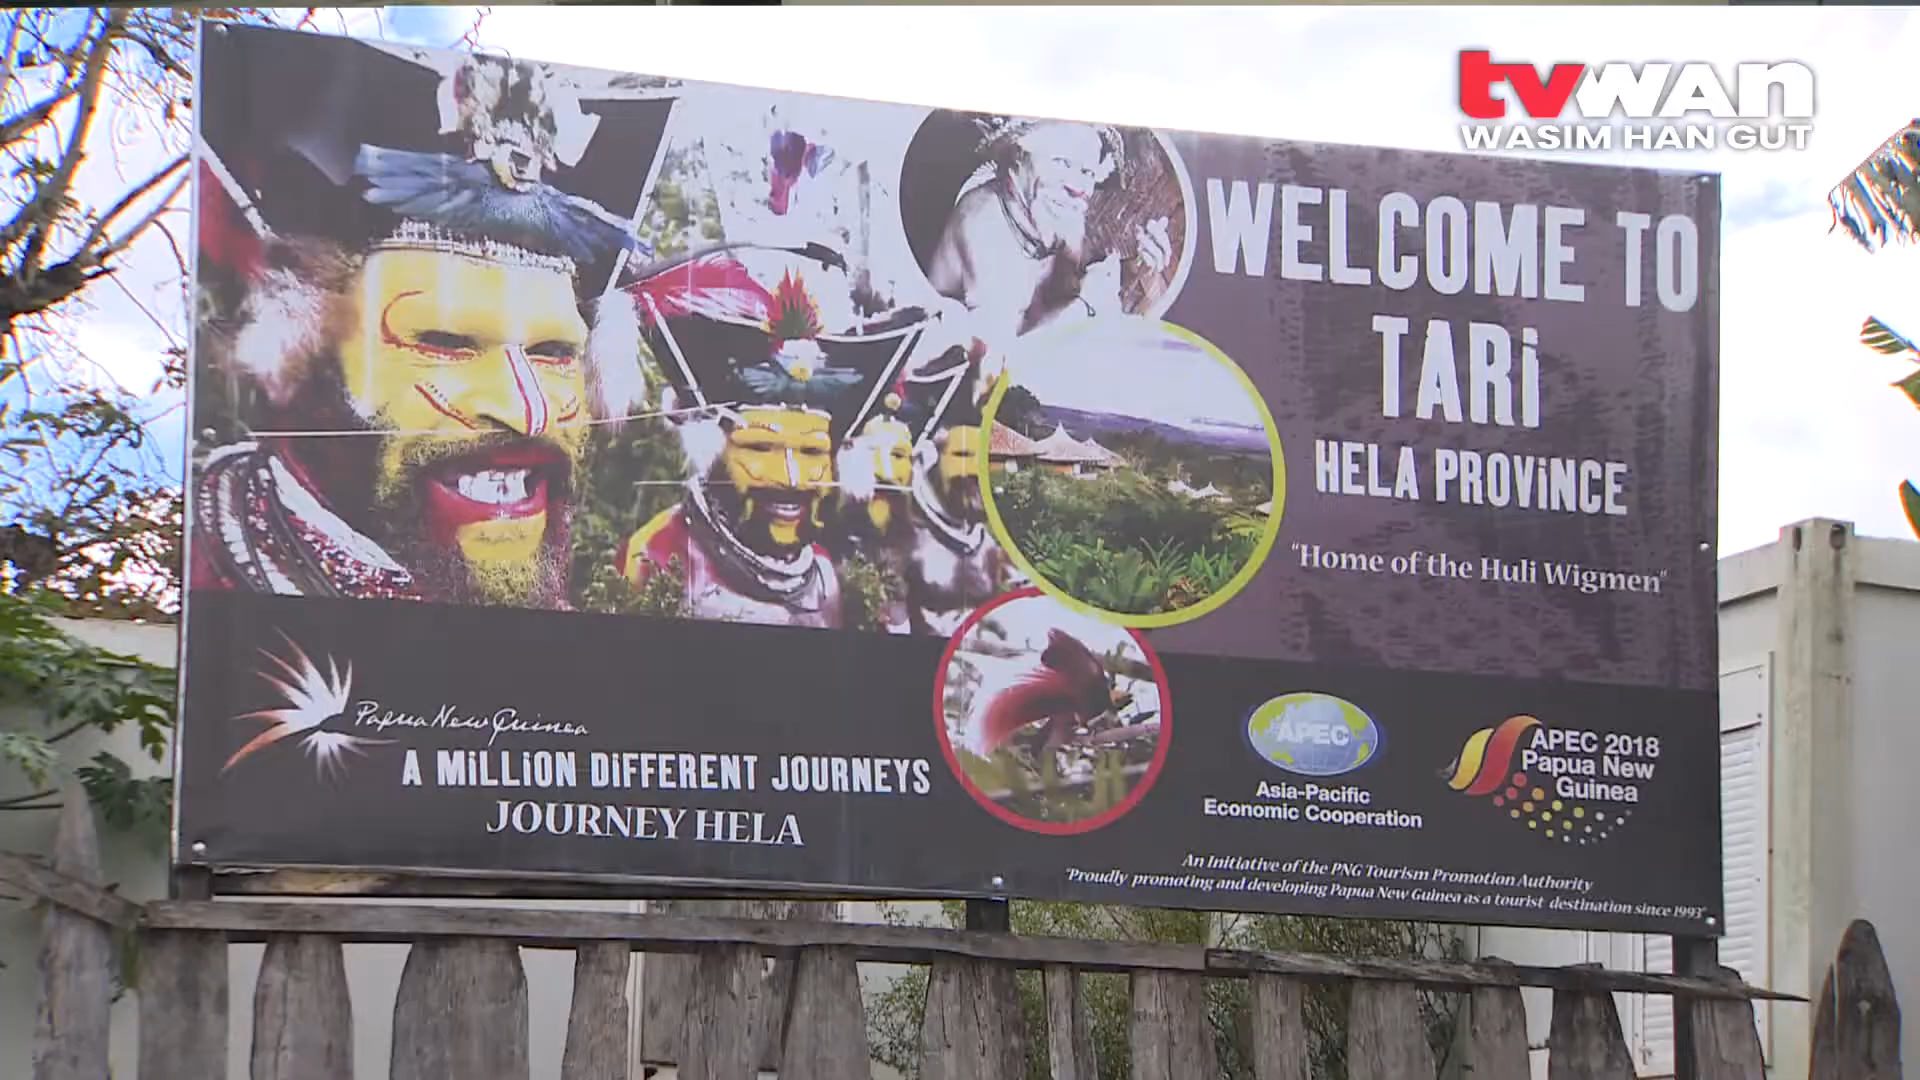 tvwan
WASIM HAN GUT
WELCOME TO
TARi
HELA PROViNCE
"Home of the Huli Wigmen"
Papua New Guinea
A MiLLiON DiFFERENT JOURNEYS
JOURNEY HELA
APEC
Asia-Pacific
Economic Cooperation
APEC 2018
Papua New
Guinea
An Initiative of the PNG Tourism Promotion Authority
"Proudly promoting and developing Papua New Guinea as a tourist destination since 1993"